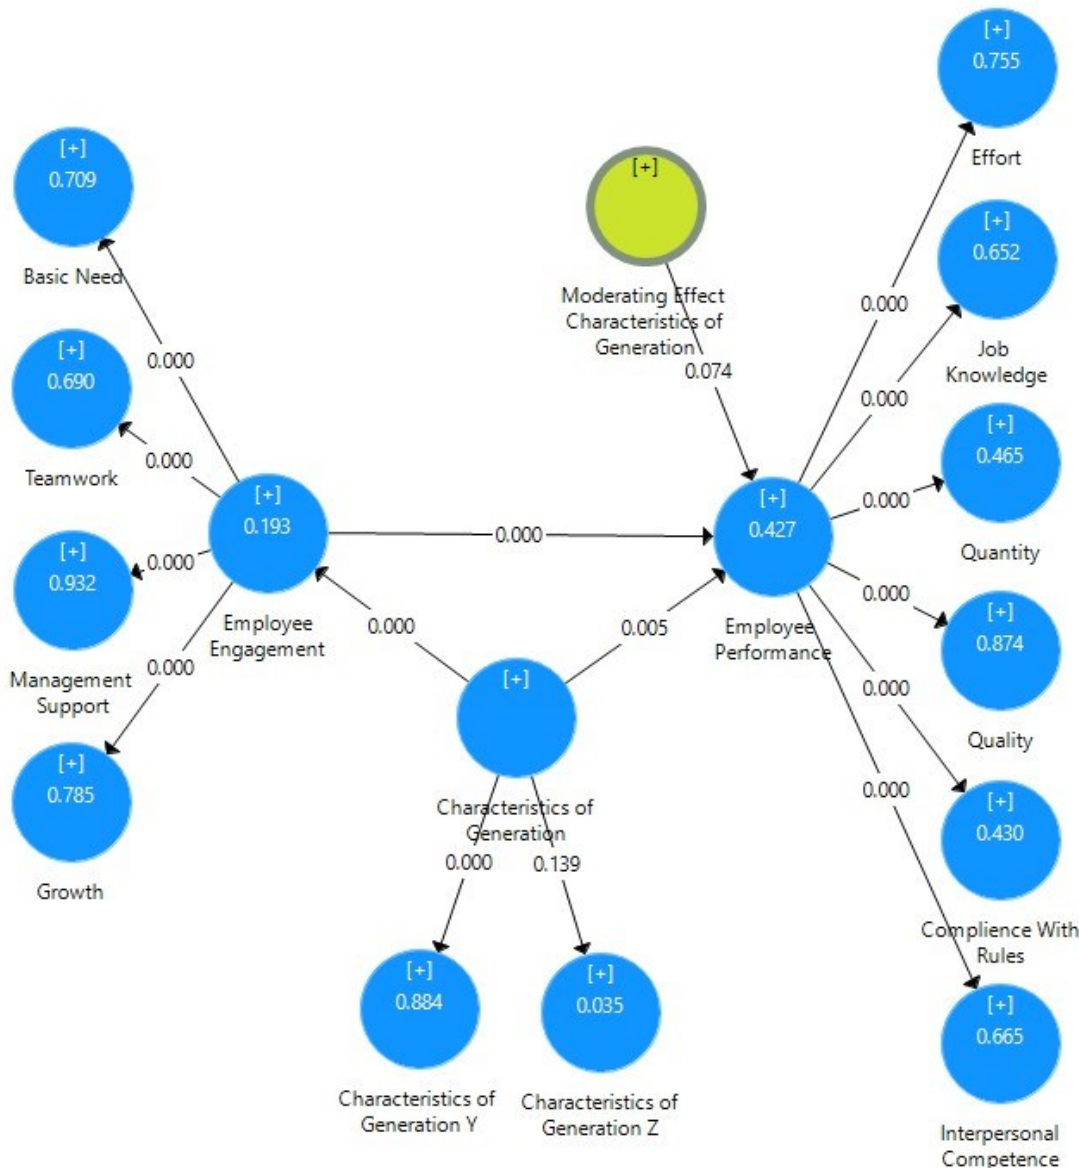 [+]
0.755
Effort
[+]
0.709
Basic Need
[+]
Moderating Effect
Characteristics of
Generation
[+]
0.652
Job
Knowledge
0.000
0.000
0.074
0.000
[+]
0.690
Teamwork
0.000
[+]
0.465
Quantity
0.000
[+]
0.193
Employee
Engagement
0.000
[+]
0.427
Employee
Performance
[+]
0.932
Management
Support
0.000
0.000
[+]
0.874
Quality
0.000
0.005
0.000
0.000
[+]
Characteristics of
Generation
[+]
0.785
Growth
0.000
[+]
0.430
Complience With
Rules
0.000
0.139
[+]
0.884
Characteristics of
Generation Y
[+]
0.035
Characteristics of
Generation Z
[+]
0.665
Interpersonal
Competence